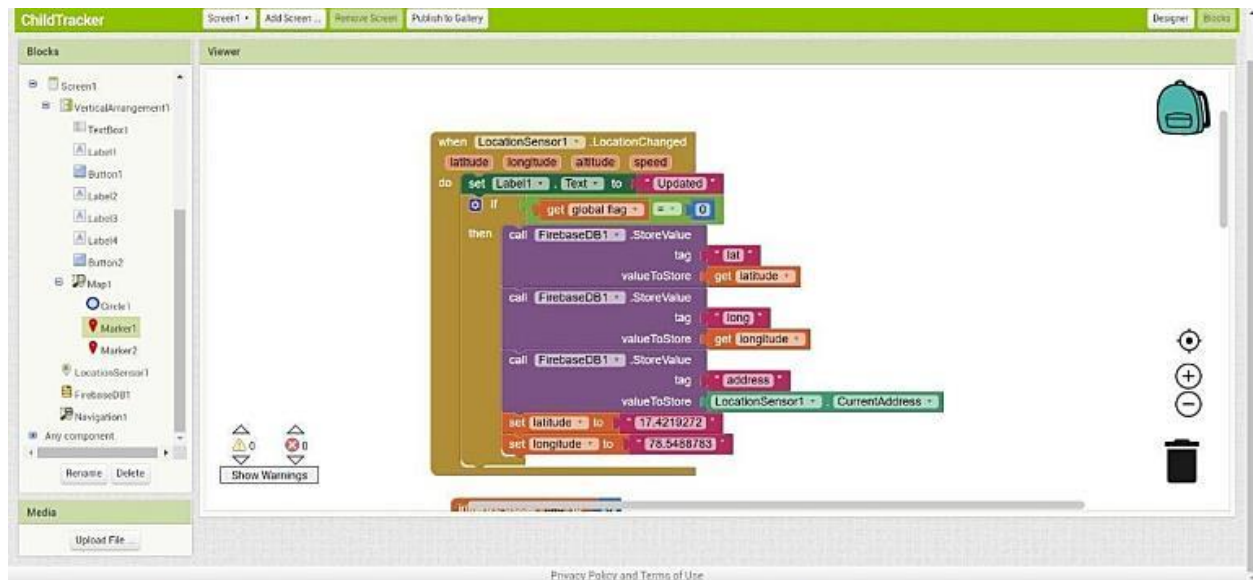 ChildTracker Screen1 Add Screen ... Remove Screen Publish to Gallery Designer Blocks
Blocks
Viewer
Screen1
VerticalArrangement1
TextBox1
Label1
Button1
Label2
Label3
Label4
Button2
Map1
Circle1
Marker1
Marker2
LocationSensor1
FirebaseDB1
Navigation1
Any component
Rename Delete
Media
Upload File ...
when LocationSensor1 .LocationChanged
latitude longitude altitude speed
do set Label1 . Text to " Updated "
if get global flag = 0
then call FirebaseDB1 .StoreValue
tag " lat "
valueToStore get latitude
call FirebaseDB1 .StoreValue
tag " long "
valueToStore get longitude
call FirebaseDB1 .StoreValue
tag " address "
valueToStore LocationSensor1 . CurrentAddress
set latitude to " 17.4219272 "
set longitude to " 78.5488783 "
0 0
Show Warnings
Privacy Policy and Terms of Use